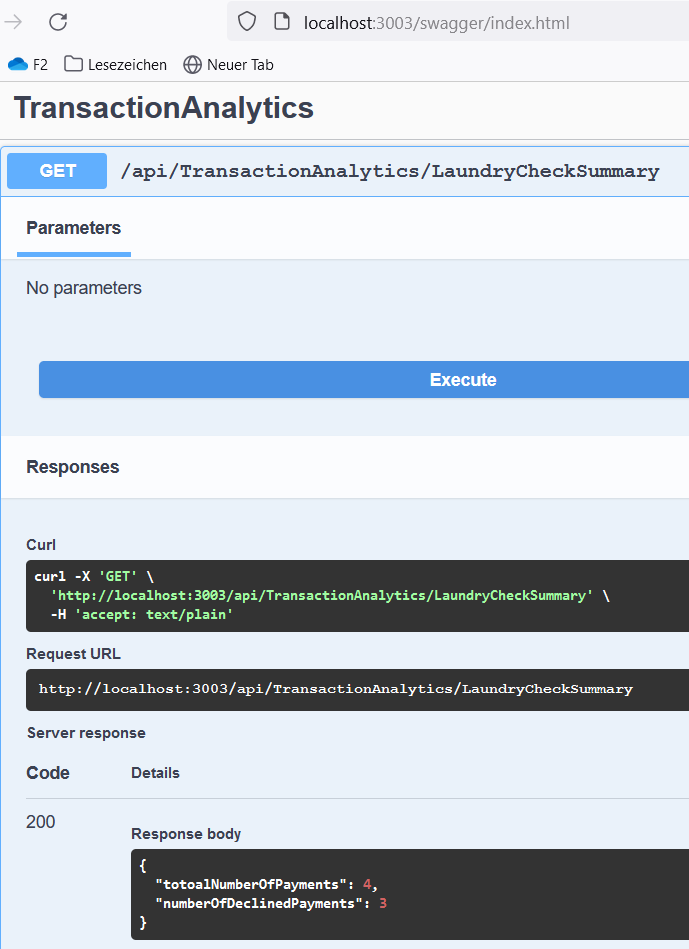 localhost:3003/swagger/index.html
F2 Lesezeichen Neuer Tab
TransactionAnalytics
GET /api/TransactionAnalytics/LaundryCheckSummary
Parameters
No parameters
Execute
Responses
Curl
curl -X 'GET' \
'http://localhost:3003/api/TransactionAnalytics/LaundryCheckSummary' \
-H 'accept: text/plain'
Request URL
http://localhost:3003/api/TransactionAnalytics/LaundryCheckSummary
Server response
Code Details
200
Response body
{
"totoalNumberOfPayments": 4,
"numberOfDeclinedPayments": 3
}